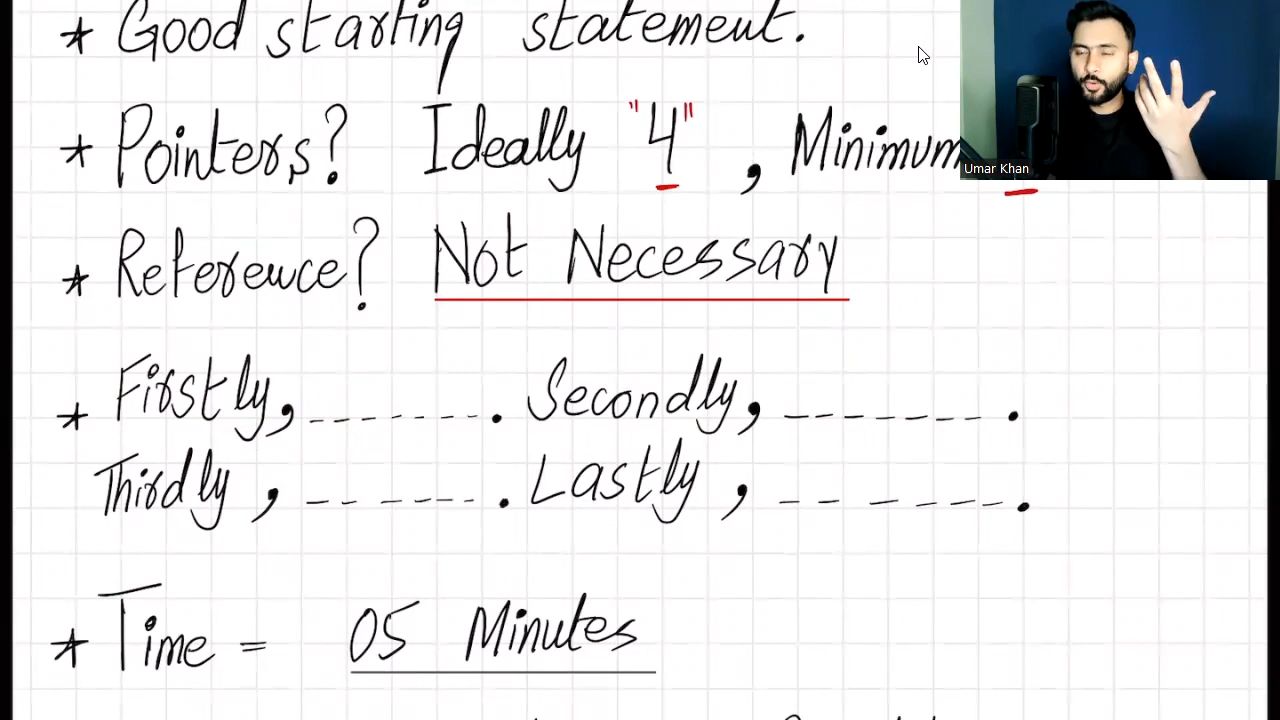 * Good starting statement.
* Pointers? Ideally "4", Minimum
Umar Khan
* Reference? Not Necessary
* Firstly, -------. Secondly, -------.
Thirdly, -------. Lastly, -------.
* Time = 05 Minutes